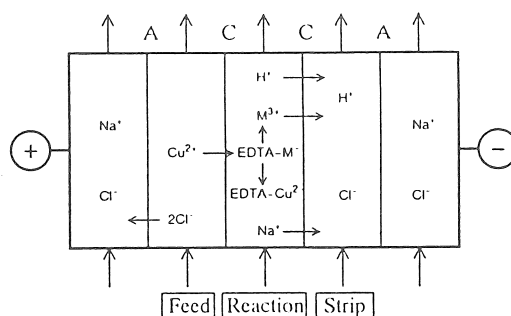 A C C A
H⁺
M³⁺ H⁺
Na⁺ Na⁺
+ Cu²⁺ EDTA–M⁻ −
EDTA–Cu²
Cl⁻ 2Cl⁻ Cl⁻ Cl⁻
Na⁺
Feed Reaction Strip